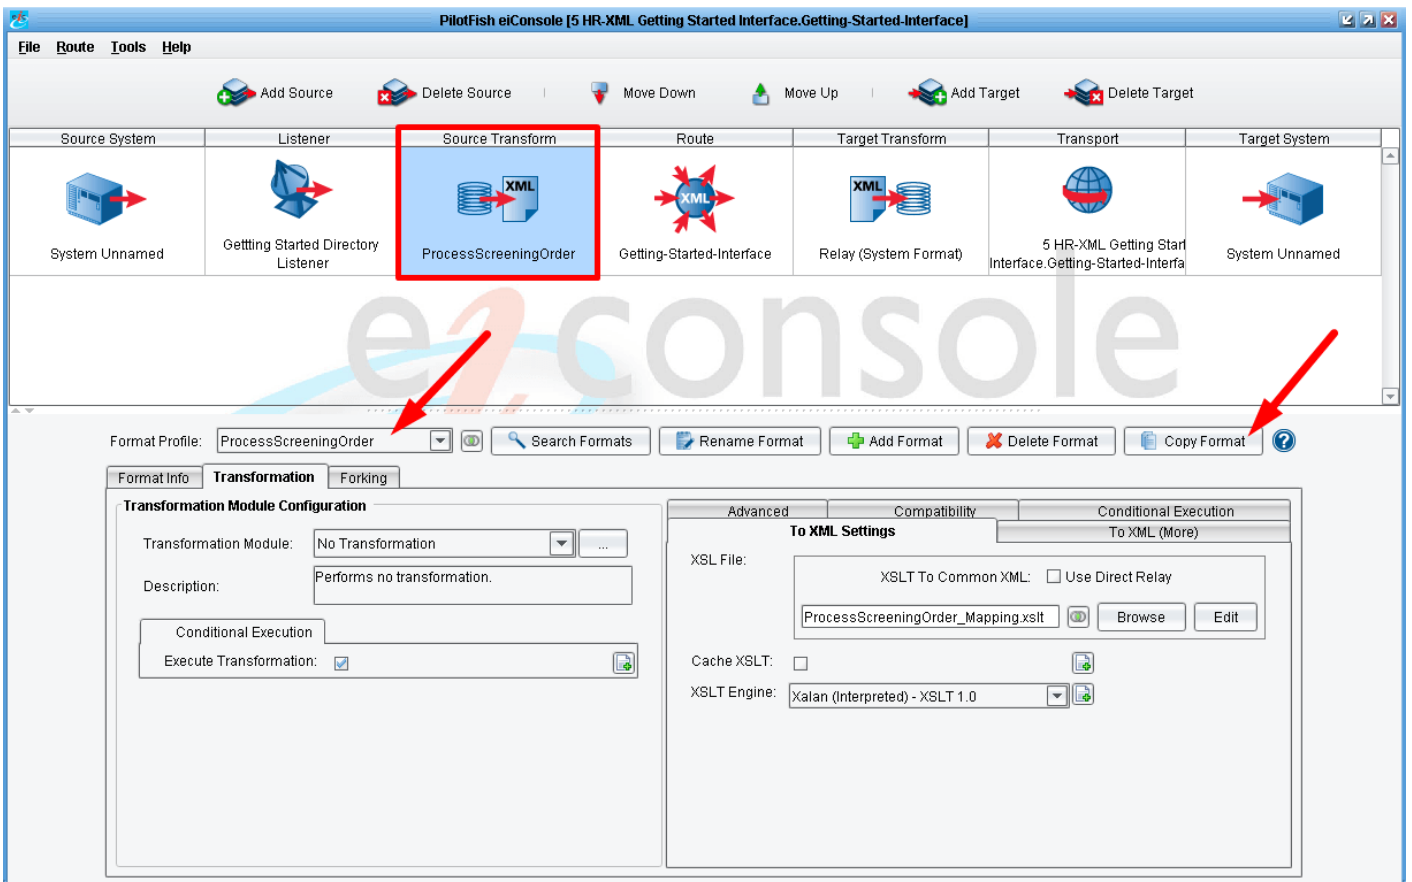 PilotFish eiConsole [5 HR-XML Getting Started Interface.Getting-Started-Interface]
File Route Tools Help
Add Source Delete Source Move Down Move Up Add Target Delete Target
Source System Listener Source Transform Route Target Transform Transport Target System
XML XML XML
System Unnamed Gettting Started Directory Listener ProcessScreeningOrder Getting-Started-Interface Relay (System Format) 5 HR-XML Getting Start Interface.Getting-Started-Interfa System Unnamed
eiconsole
Format Profile: ProcessScreeningOrder Search Formats Rename Format Add Format Delete Format Copy Format ?
Format Info Transformation Forking
Transformation Module Configuration
Transformation Module: No Transformation ...
Description: Performs no transformation.
Conditional Execution
Execute Transformation:
Advanced Compatibility Conditional Execution
To XML Settings To XML (More)
XSL File:
XSLT To Common XML: Use Direct Relay
ProcessScreeningOrder_Mapping.xslt Browse Edit
Cache XSLT:
XSLT Engine: Xalan (Interpreted) - XSLT 1.0